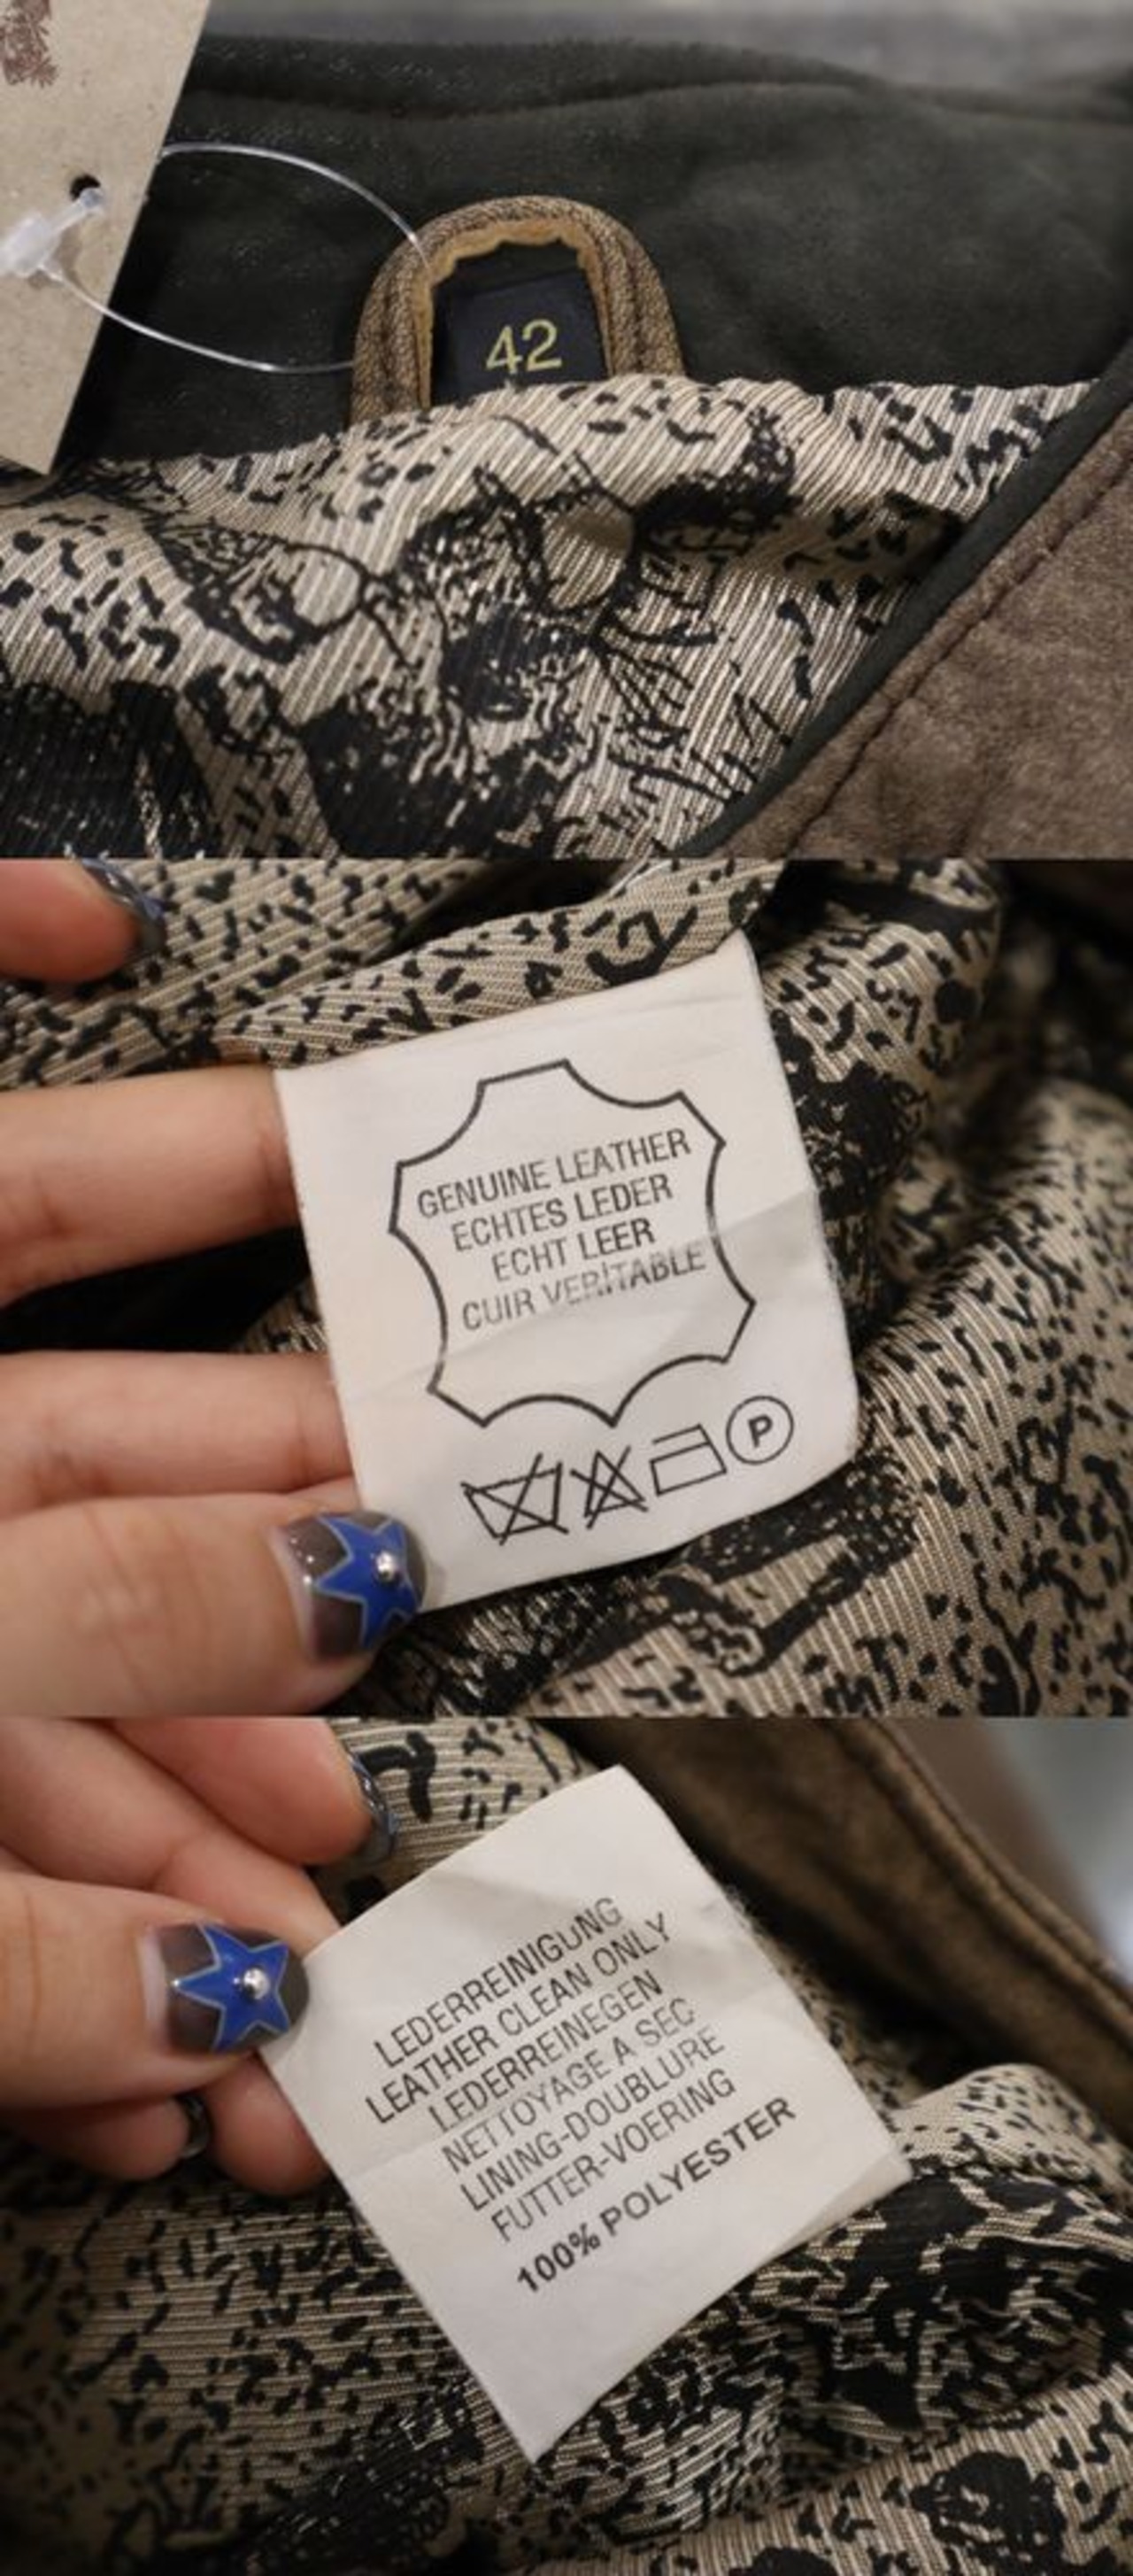 42
GENUINE LEATHER
ECHTES LEDER
ECHT LEER
CUIR VERITABLE
P
LEDERREINIGUNG
LEATHER CLEAN ONLY
LEDERREINEGEN
NETTOYAGE A SEC
LINING-DOUBLURE
FUTTER-VOERING
100% POLYESTER